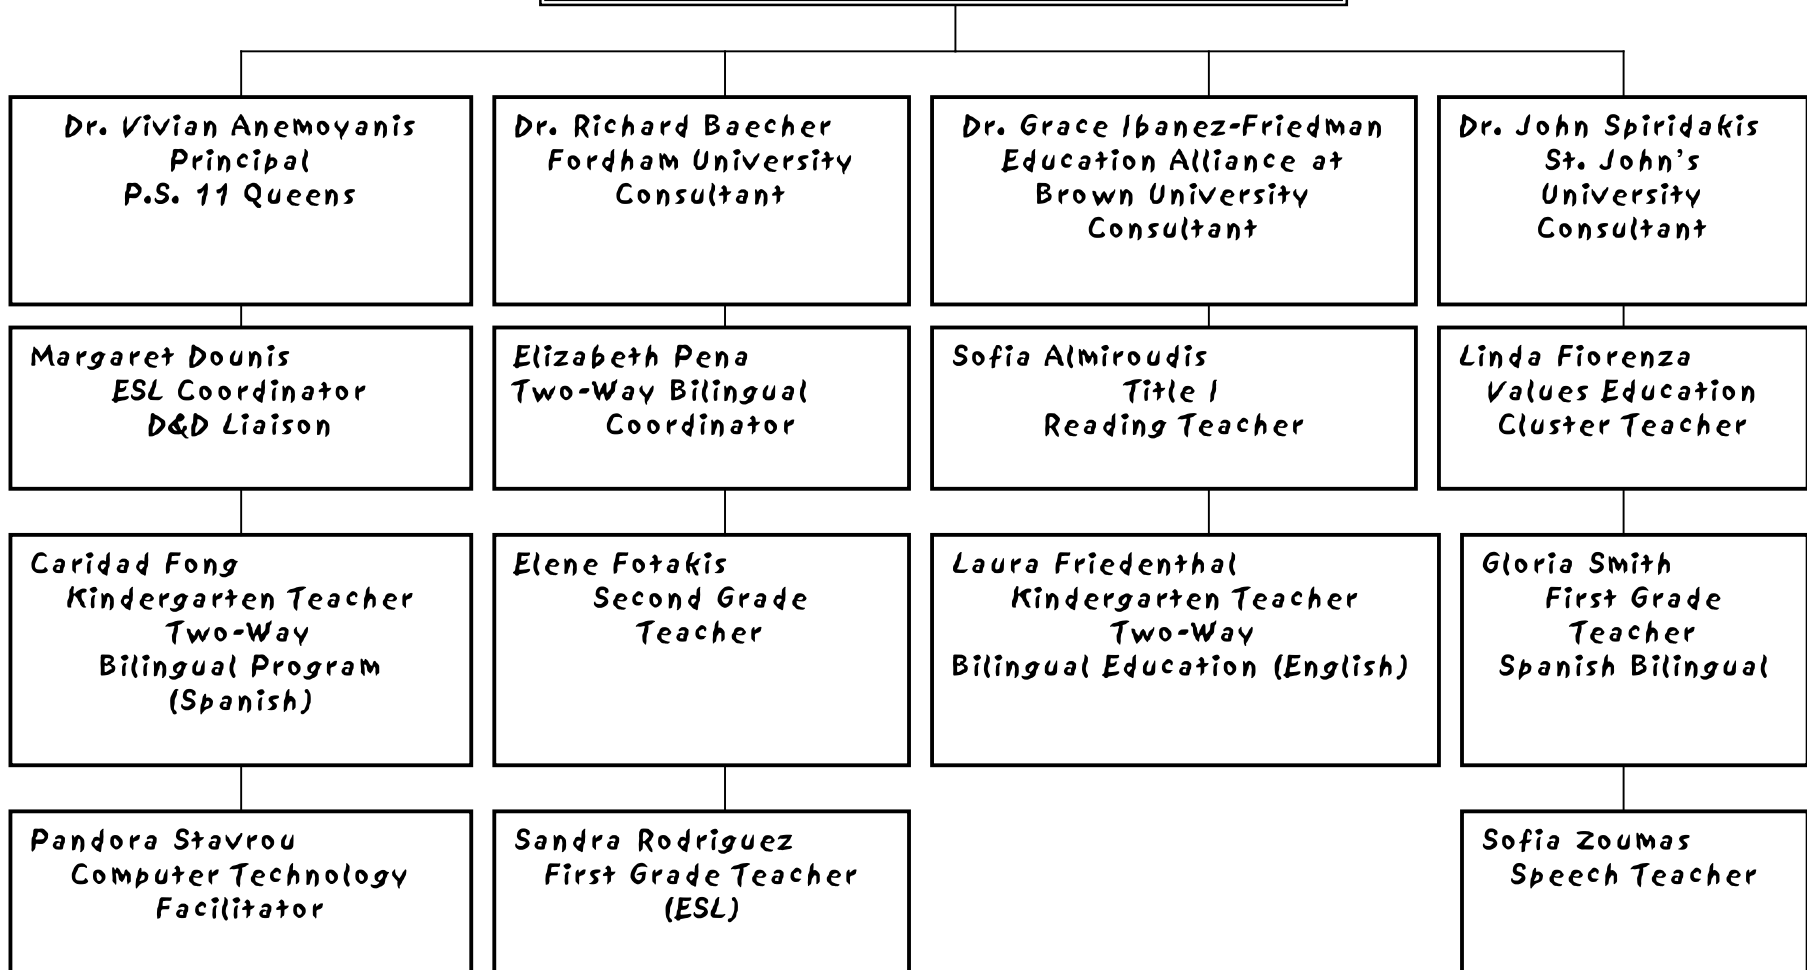 Dr. Vivian Anemoyanis
Principal
P.S. 11 Queens
Dr. Richard Baecher
Fordham University
Consultant
Dr. Grace Ibanez-Friedman
Education Alliance at
Brown University
Consultant
Dr. John Spiridakis
St. John's
University
Consultant
Margaret Dounis
ESL Coordinator
D&D Liaison
Elizabeth Pena
Two-Way Bilingual
Coordinator
Sofia Almiroudis
Title I
Reading Teacher
Linda Fiorenza
Values Education
Cluster Teacher
Caridad Fong
Kindergarten Teacher
Two-Way
Bilingual Program
(Spanish)
Elene Fotakis
Second Grade
Teacher
Laura Friedenthal
Kindergarten Teacher
Two-Way
Bilingual Education (English)
Gloria Smith
First Grade
Teacher
Spanish Bilingual
Pandora Stavrou
Computer Technology
Facilitator
Sandra Rodriguez
First Grade Teacher
(ESL)
Sofia Zoumas
Speech Teacher